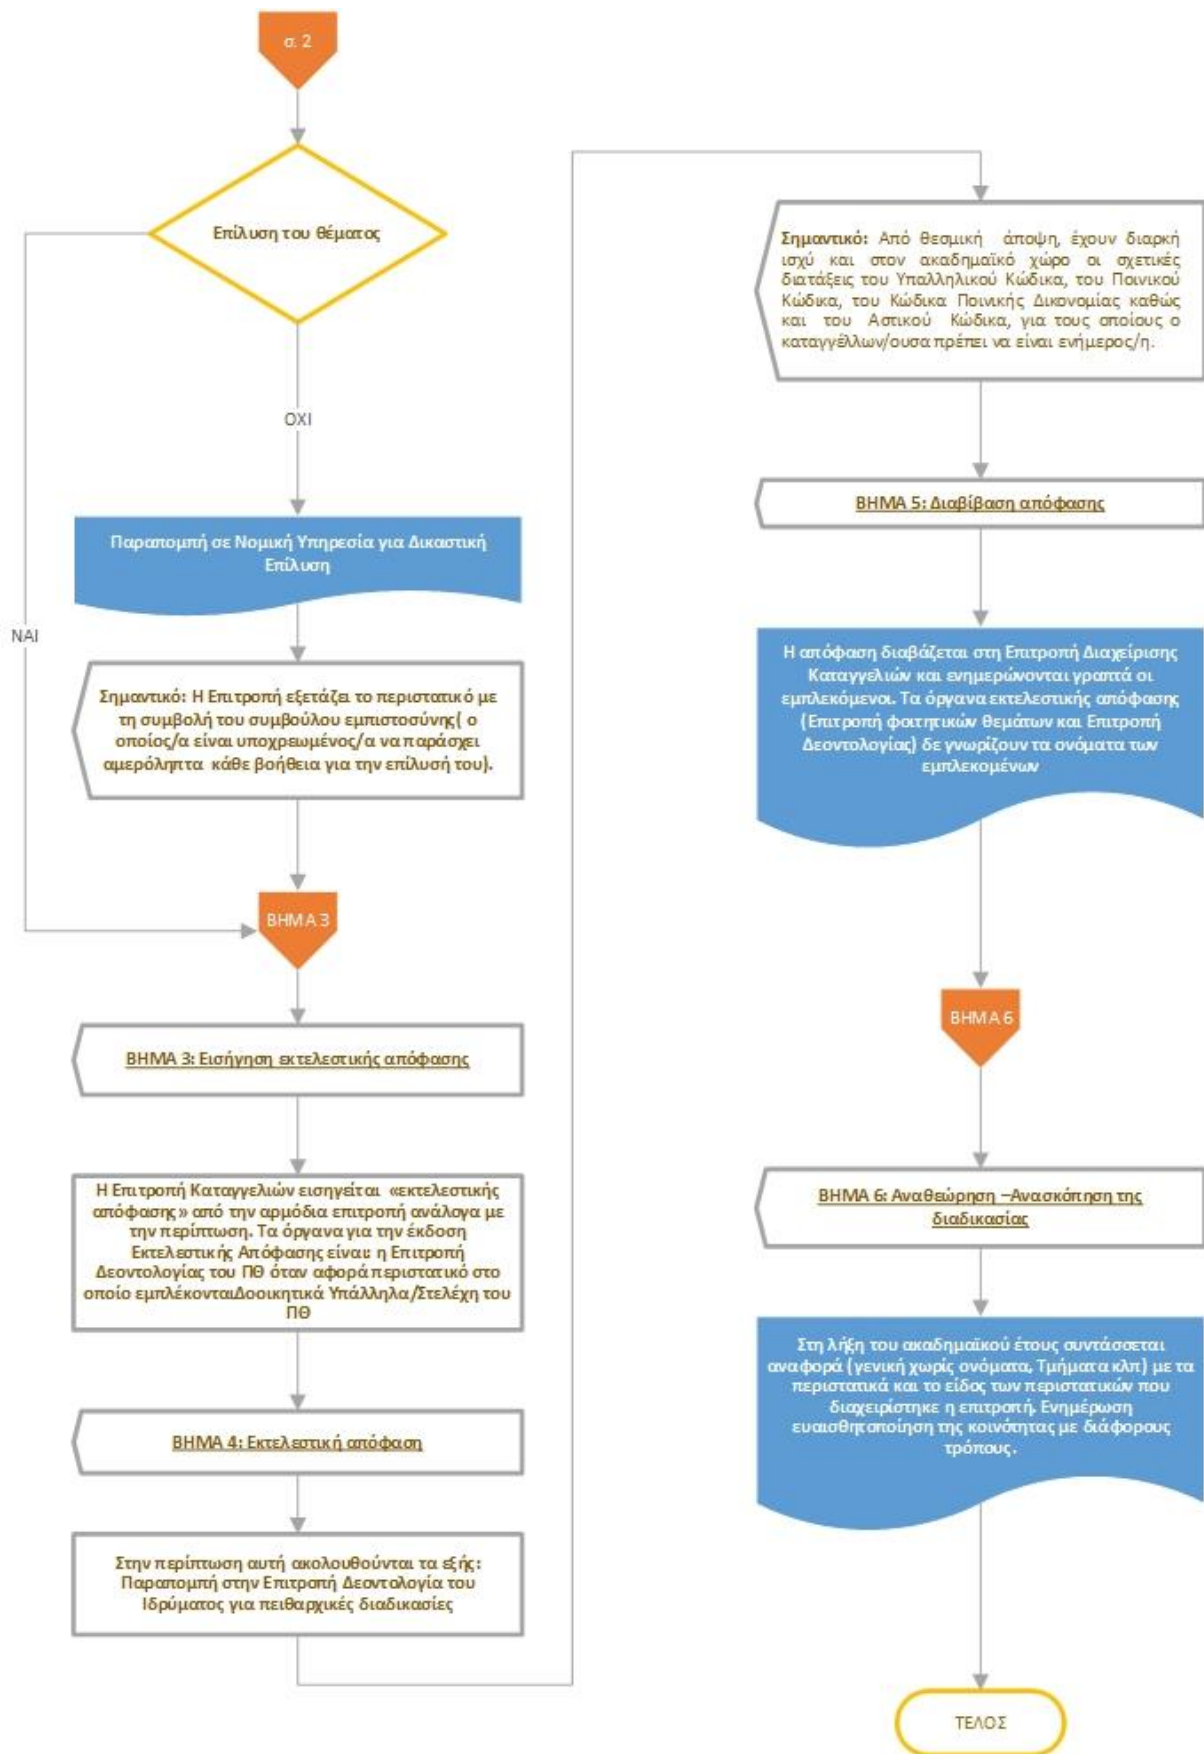 σ. 2
Επίλυση του θέματος
ΟΧΙ
ΝΑΙ
Παραπομπή σε Νομική Υπηρεσία για Δικαστική
Επίλυση
Σημαντικό: Η Επιτροπή εξετάζει το περιστατικό με
τη συμβολή του συμβούλου εμπιστοσύνης( ο
οποίος/α είναι υποχρεωμένος/α να παράσχει
αμερόληπτα κάθε βοήθεια για την επίλυσή του).
ΒΗΜΑ 3
ΒΗΜΑ 3: Εισήγηση εκτελεστικής απόφασης
Η Επιτροπή Καταγγελιών εισηγείται «εκτελεστικής
απόφασης» από την αρμόδια επιτροπή ανάλογα με
την περίπτωση. Τα όργανα για την έκδοση
Εκτελεστικής Απόφασης είναι: η Επιτροπή
Δεοντολογίας του ΠΘ όταν αφορά περιστατικό στο
οποίο εμπλέκονταιΔοοικητικά Υπάλληλα/Στελέχη του
ΠΘ
ΒΗΜΑ 4: Εκτελεστική απόφαση
Στην περίπτωση αυτή ακολουθούνται τα εξής:
Παραπομπή στην Επιτροπή Δεοντολογία του
Ιδρύματος για πειθαρχικές διαδικασίες
Σημαντικό: Από θεσμική άποψη, έχουν διαρκή
ισχύ και στον ακαδημαϊκό χώρο οι σχετικές
διατάξεις του Υπαλληλικού Κώδικα, του Ποινικού
Κώδικα, του Κώδικα Ποινικής Δικονομίας καθώς
και του Αστικού Κώδικα, για τους οποίους ο
καταγγέλλων/ουσα πρέπει να είναι ενήμερος/η.
ΒΗΜΑ 5: Διαβίβαση απόφασης
Η απόφαση διαβάζεται στη Επιτροπή Διαχείρισης
Καταγγελιών και ενημερώνονται γραπτά οι
εμπλεκόμενοι. Τα όργανα εκτελεστικής απόφασης
(Επιτροπή φοιτητικών θεμάτων και Επιτροπή
Δεοντολογίας) δε γνωρίζουν τα ονόματα των
εμπλεκομένων
ΒΗΜΑ 6
ΒΗΜΑ 6: Αναθεώρηση –Ανασκόπηση της
διαδικασίας
Στη λήξη του ακαδημαϊκού έτους συντάσσεται
αναφορά (γενική χωρίς ονόματα, Τμήματα κλπ) με τα
περιστατικά και το είδος των περιστατικών που
διαχειρίστηκε η επιτροπή. Ενημέρωση
ευαισθητοποίηση της κοινότητας με διάφορους
τρόπους.
ΤΕΛΟΣ